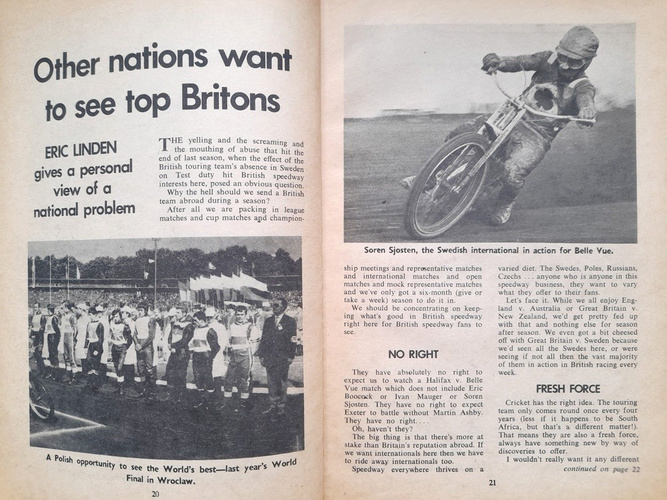 Other nations want
to see top Britons
ERIC LINDEN
gives a personal
view of a
national problem
THE yelling and the screaming and
the mouthing of abuse that hit the
end of last season, when the effect of the
British touring team's absence in Sweden
on Test duty hit British speedway
interests here, posed an obvious question.
Why the hell should we send a British
team abroad during a season?
After all we are packing in league
matches and cup matches and champion-
A Polish opportunity to see the World's best—last year's World
Final in Wroclaw.
20
Soren Sjosten, the Swedish international in action for Belle Vue.
ship meetings and representative matches
and international matches and open
matches and mock representative matches
and we've only got a six-month (give or
take a week) season to do it in.
We should be concentrating on keep-
ing what's good in British speedway
right here for British speedway fans to
see.
NO RIGHT
They have absolutely no right to
expect us to watch a Halifax v. Belle
Vue match which does not include Eric
Boocock or Ivan Mauger or Soren
Sjosten. They have no right to expect
Exeter to battle without Martin Ashby.
They have no right. . .
Oh, haven't they?
The big thing is that there's more at
stake than Britain's reputation abroad. If
we want internationals here then we have
to ride away internationals too.
Speedway everywhere thrives on a
varied diet. The Swedes, Poles, Russians,
Czechs . . . anyone who is anyone in this
speedway business, they want to vary
what they offer to their fans.
Let's face it. While we all enjoy Eng-
land v. Australia or Great Britain v.
New Zealand, we'd get pretty fed up
with that and nothing else for season
after season. We even got a bit cheesed
off with Great Britain v. Sweden because
we'd seen all the Swedes here, or were
seeing if not all then the vast majority
of them in action in British racing every
week.
FRESH FORCE
Cricket has the right idea. The touring
team only comes round once every four
years (less if it happens to be South
Africa, but that's a different matter!).
That means they are also a fresh force,
always have something new by way of
discoveries to offer.
I wouldn't really want it any different
continued on page 22
21